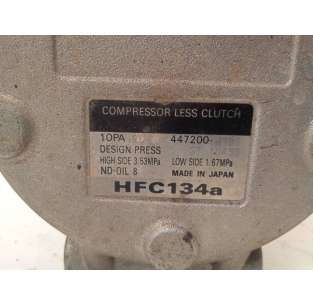 COMPRESSOR LESS CLUTCH
10PA 447200-
DESIGN PRESS
HIGH SIDE 3.53MPa LOW SIDE 1.67MPa
ND-OIL 8 MADE IN JAPAN
HFC134a